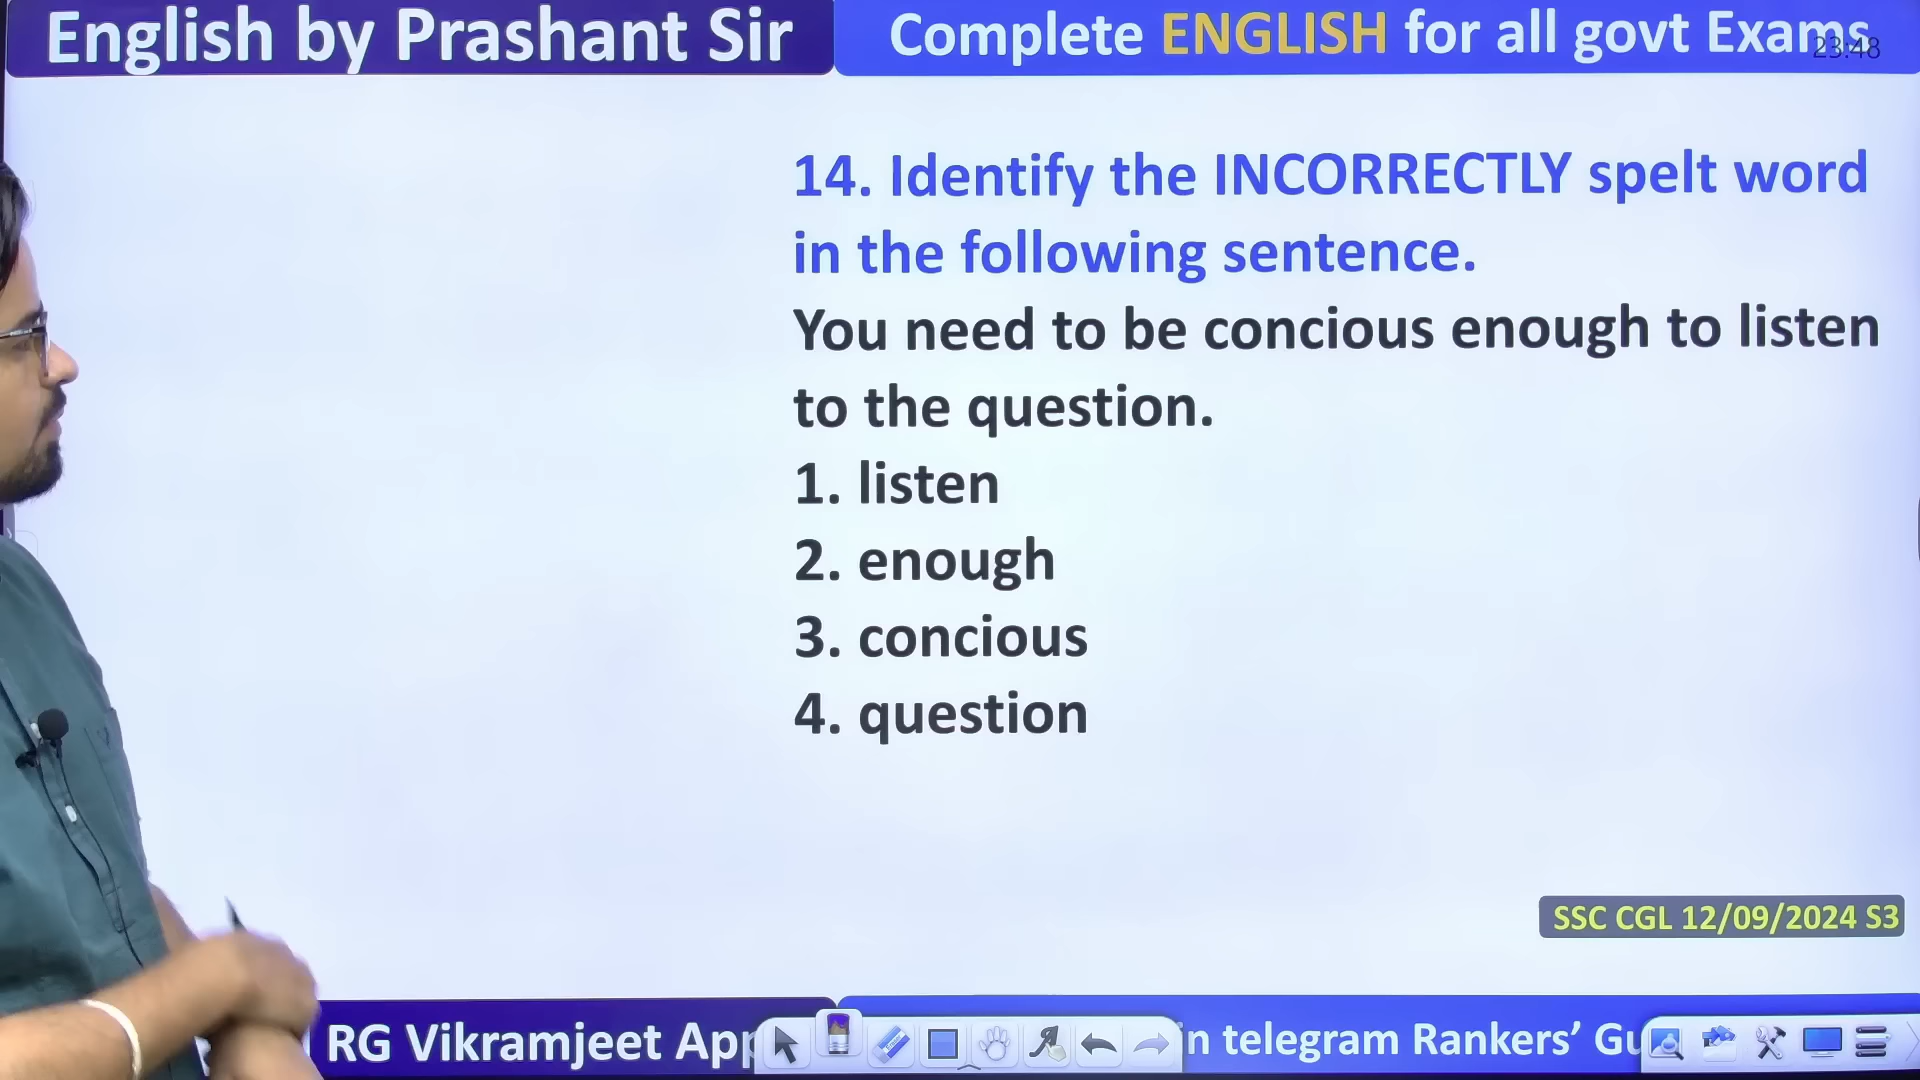 English by Prashant Sir
Complete ENGLISH for all govt Exams
23:48
14. Identify the INCORRECTLY spelt word
in the following sentence.
You need to be concious enough to listen
to the question.
1. listen
2. enough
3. concious
4. question
SSC CGL 12/09/2024 S3
RG Vikramjeet App
in telegram Rankers’ Gu